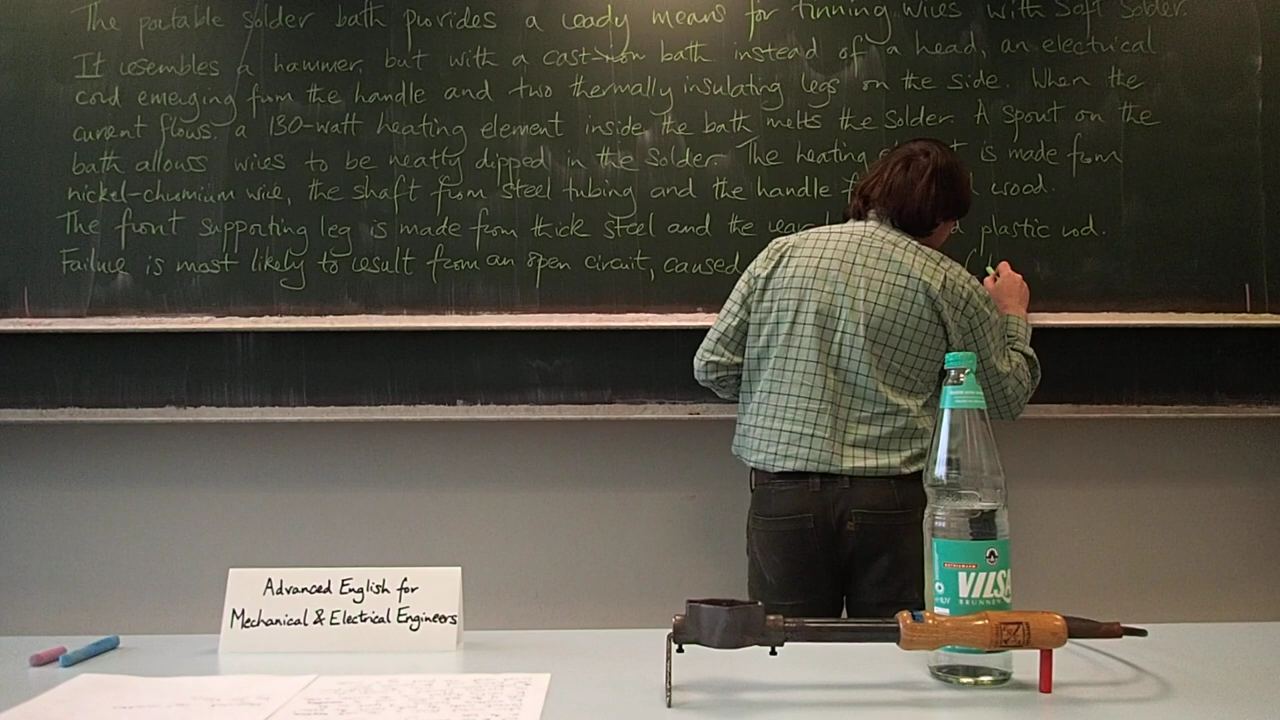 The portable solder bath provides a ready means for tinning wires with soft solder.
It resembles a hammer, but with a cast-iron bath instead of a head, an electrical
cord emerging from the handle and two thermally insulating legs on the side. When the
current flows, a 130-watt heating element inside the bath melts the solder. A spout on the
bath allows wires to be neatly dipped in the solder. The heating is made from
nickel-chromium wire, the shaft from steel tubing and the handle wood.
The front supporting leg is made from thick steel and the rear plastic rod.
Failure is most likely to result from an open circuit, caused
Advanced English for
Mechanical & Electrical Engineers
VILSA
BRUNNEN